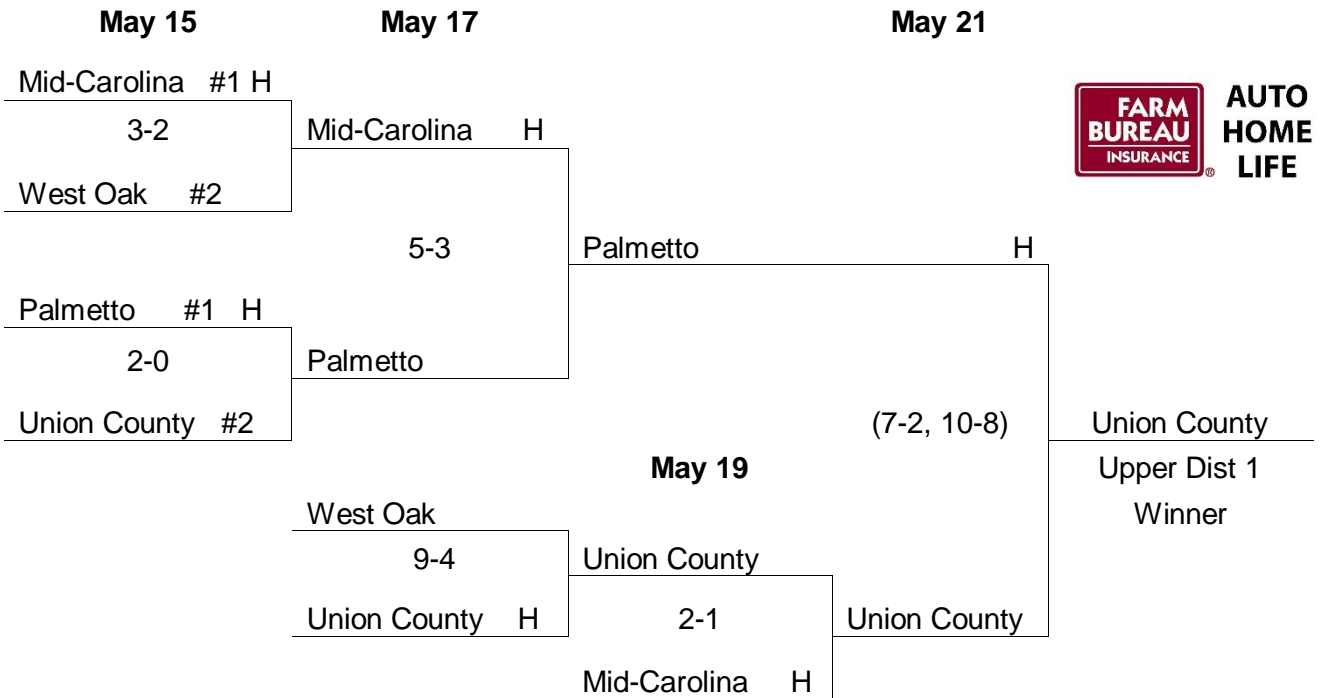 May 15 May 17 May 21
Mid-Carolina #1 H
3-2 Mid-Carolina H
West Oak #2
5-3 Palmetto H
Palmetto #1 H
2-0 Palmetto
Union County #2 (7-2, 10-8) Union County
May 19 Upper Dist 1
West Oak Winner
9-4 Union County
Union County H 2-1 Union County
Mid-Carolina H
FARM
BUREAU
INSURANCE
®
AUTO
HOME
LIFE